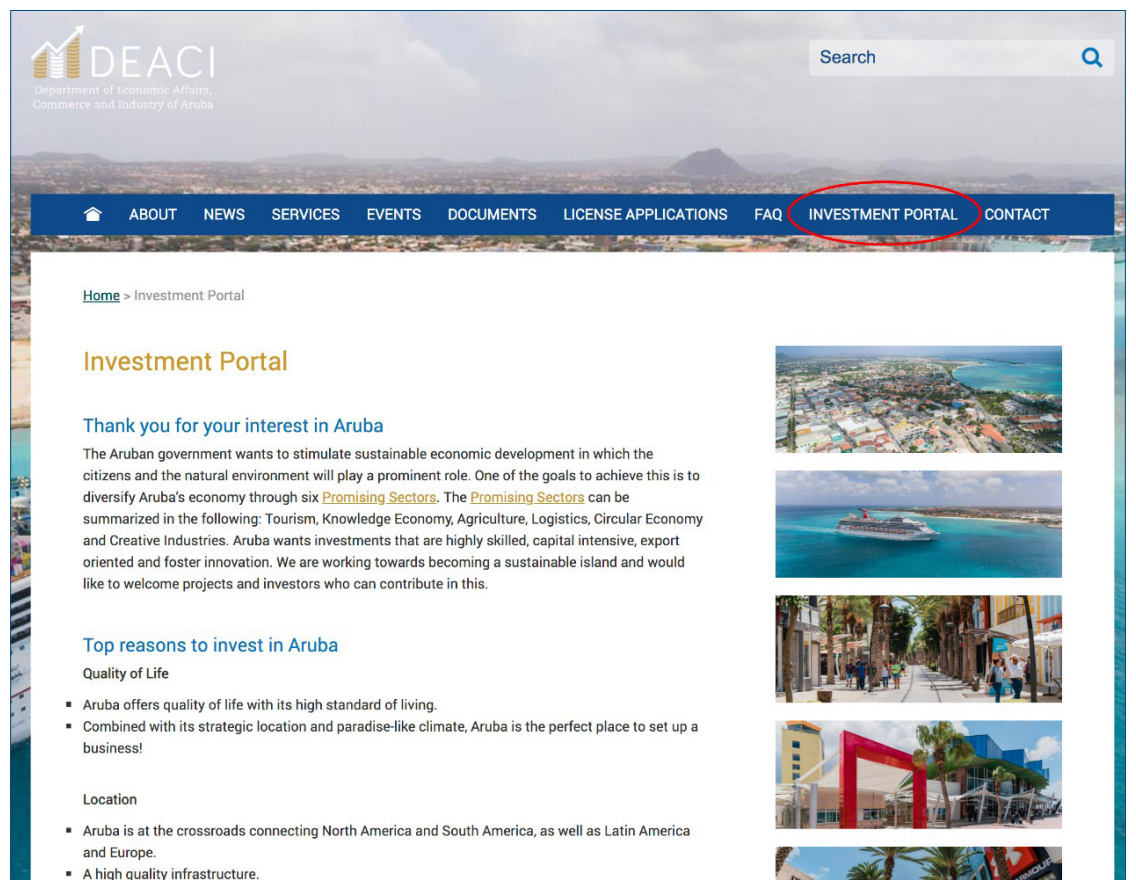 DEACI
Department of Economic Affairs,
Commerce and Industry of Aruba
Search
ABOUT NEWS SERVICES EVENTS DOCUMENTS LICENSE APPLICATIONS FAQ INVESTMENT PORTAL CONTACT
Home > Investment Portal
Investment Portal
Thank you for your interest in Aruba
The Aruban government wants to stimulate sustainable economic development in which the
citizens and the natural environment will play a prominent role. One of the goals to achieve this is to
diversify Aruba's economy through six Promising Sectors. The Promising Sectors can be
summarized in the following: Tourism, Knowledge Economy, Agriculture, Logistics, Circular Economy
and Creative Industries. Aruba wants investments that are highly skilled, capital intensive, export
oriented and foster innovation. We are working towards becoming a sustainable island and would
like to welcome projects and investors who can contribute in this.
Top reasons to invest in Aruba
Quality of Life
▪ Aruba offers quality of life with its high standard of living.
▪ Combined with its strategic location and paradise-like climate, Aruba is the perfect place to set up a
business!
Location
▪ Aruba is at the crossroads connecting North America and South America, as well as Latin America
and Europe.
▪ A high quality infrastructure.